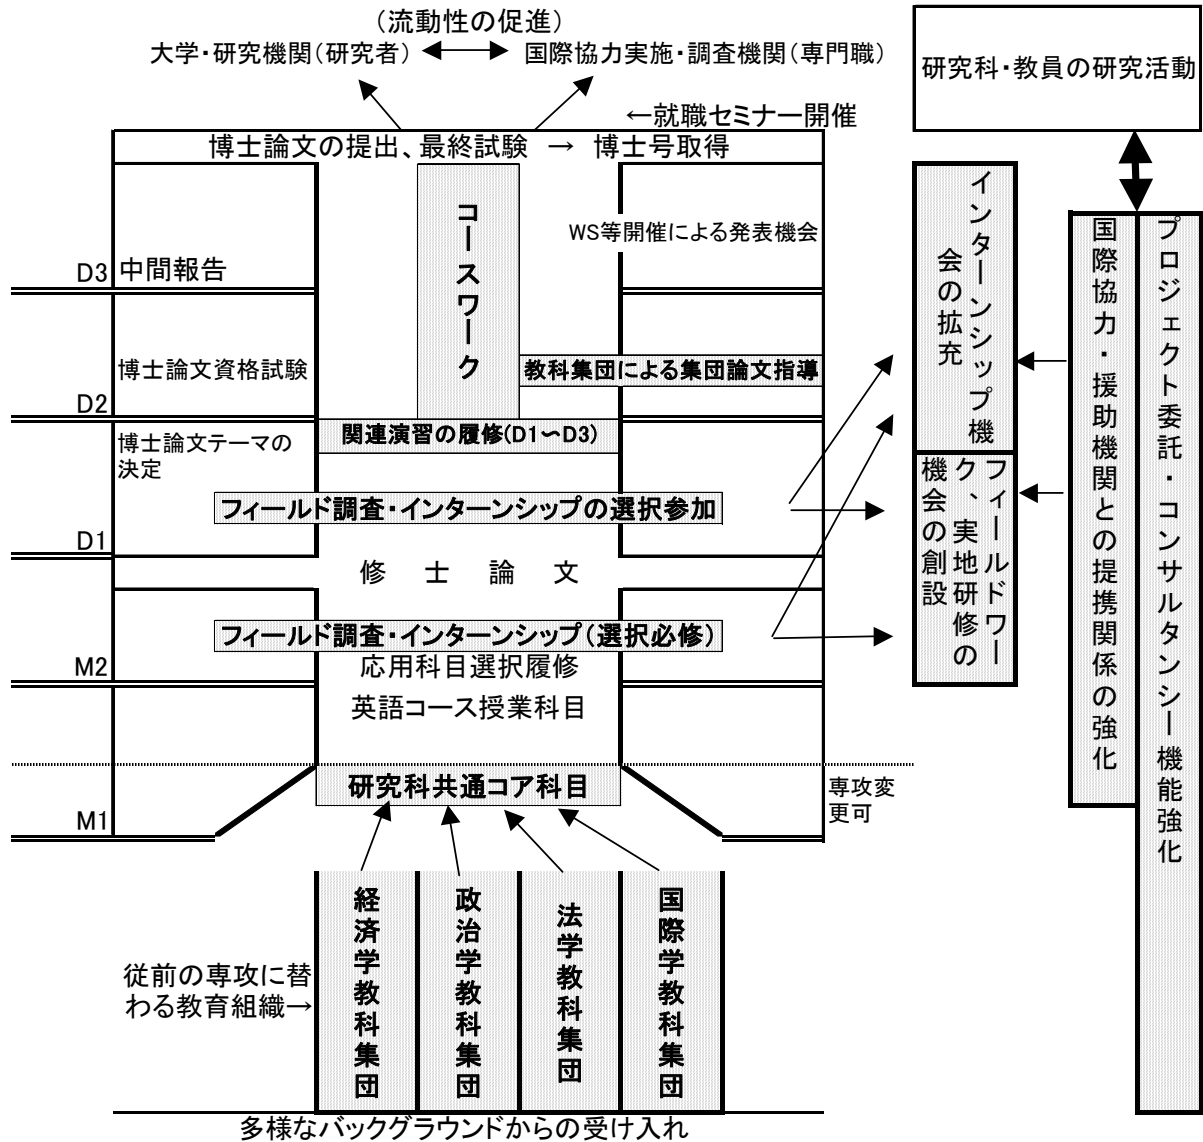 (流動性の促進)
大学・研究機関(研究者)
国際協力実施・調査機関(専門職)
←就職セミナー開催
博士論文の提出、最終試験 → 博士号取得
コースワーク
WS等開催による発表機会
D3
中間報告
博士論文資格試験
教科集団による集団論文指導
D2
関連演習の履修(D1～D3)
博士論文テーマの
決定
フィールド調査・インターンシップの選択参加
D1
修 士 論 文
フィールド調査・インターンシップ(選択必修)
M2
応用科目選択履修
英語コース授業科目
研究科共通コア科目
専攻変
更可
M1
経済学教科集団
政治学教科集団
法学教科集団
国際学教科集団
従前の専攻に替
わる教育組織→
多様なバックグラウンドからの受け入れ
研究科・教員の研究活動
インターンシップ機
会の拡充
フィールドワー
ク、実地研修の
機会の創設
国際協力・援助機関との提携関係の強化
プロジェクト委託・コンサルタンシー機能強化